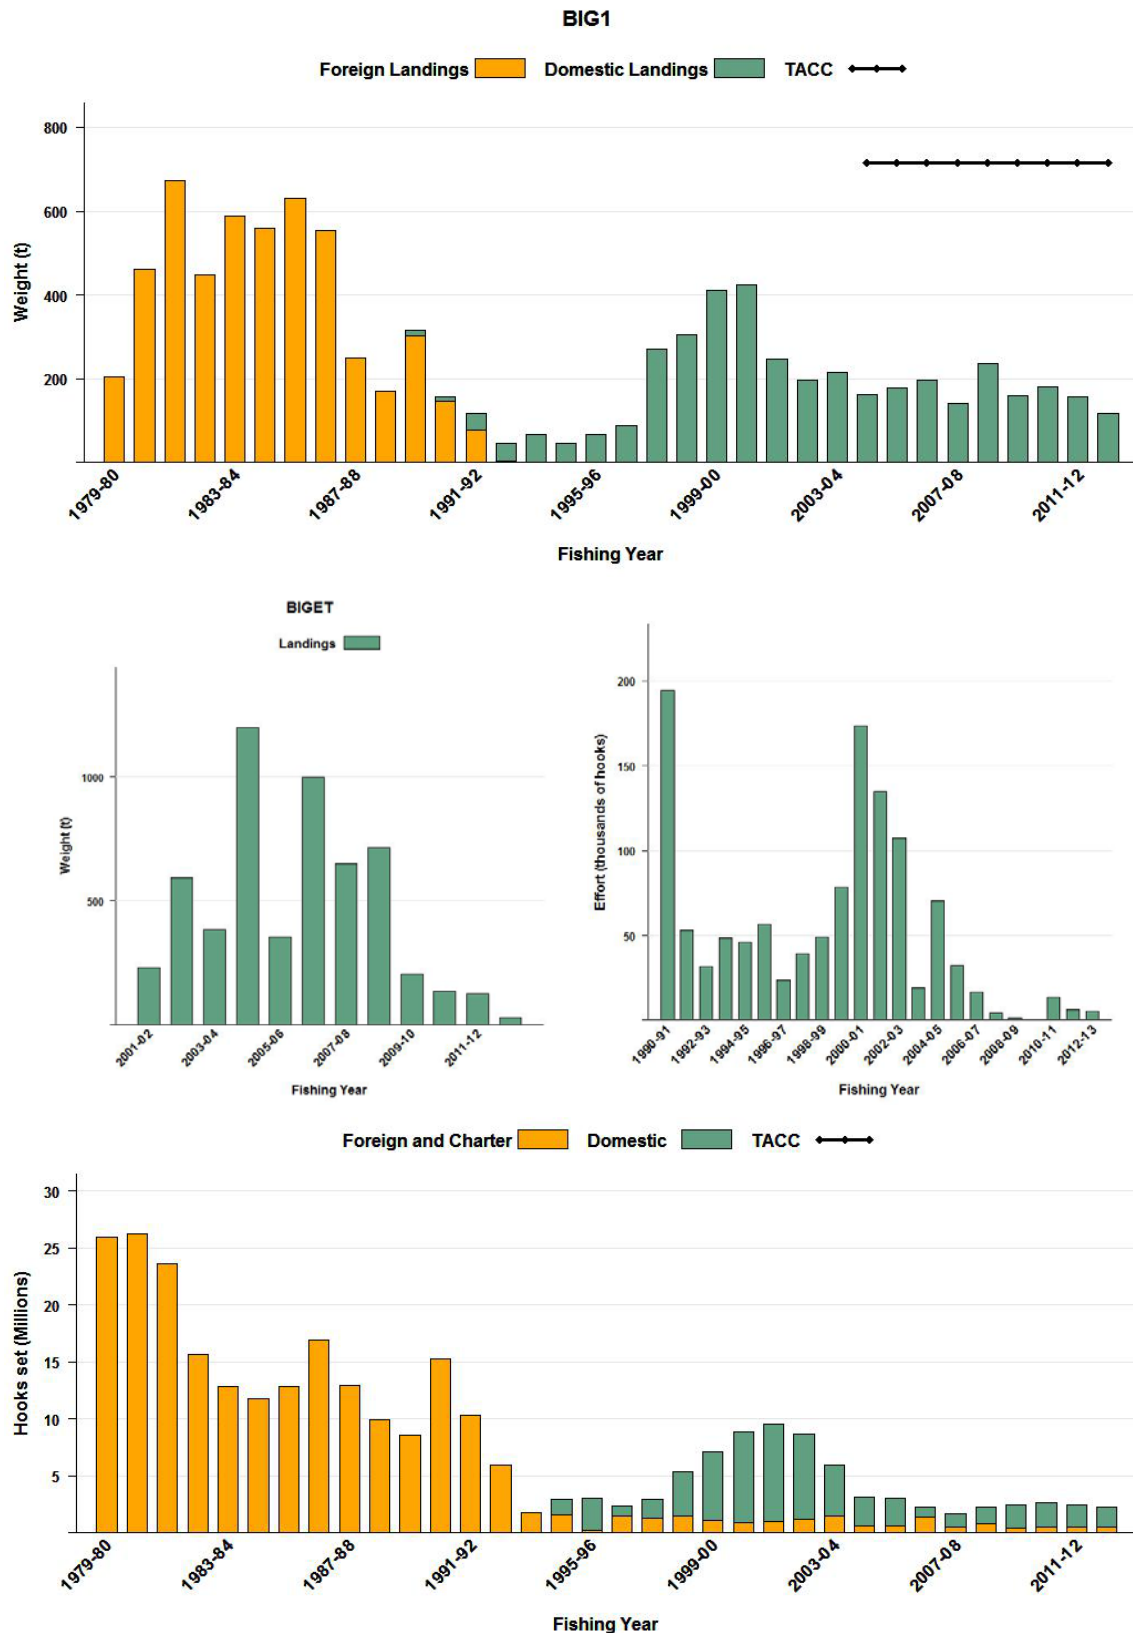 BIG1
Foreign Landings Domestic Landings TACC
800
600
400
200
Weight (t)
1979-80 1983-84 1987-88 1991-92 1995-96 1999-00 2003-04 2007-08 2011-12
Fishing Year
BIGET
Landings
1000
500
Weight (t)
2001-02 2003-04 2005-06 2007-08 2009-10 2011-12
Fishing Year
200
150
100
50
Effort (thousands of hooks)
1990-91 1992-93 1994-95 1996-97 1998-99 2000-01 2002-03 2004-05 2006-07 2008-09 2010-11 2012-13
Fishing Year
Foreign and Charter Domestic TACC
30
25
20
15
10
5
Hooks set (Millions)
1979-80 1983-84 1987-88 1991-92 1995-96 1999-00 2003-04 2007-08 2011-12
Fishing Year